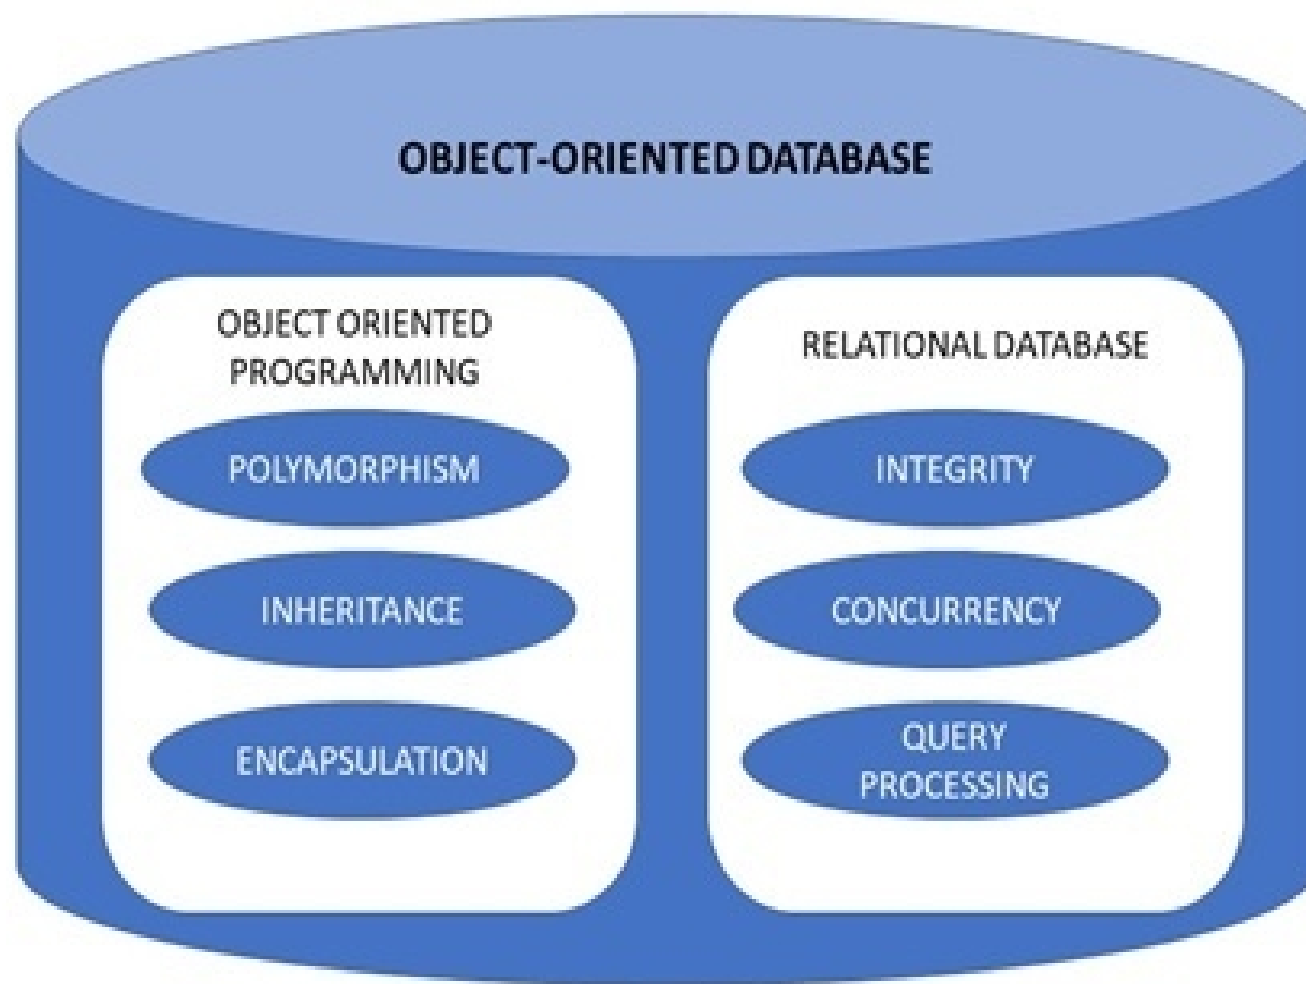 OBJECT-ORIENTED DATABASE
OBJECT ORIENTED
PROGRAMMING
POLYMORPHISM
INHERITANCE
ENCAPSULATION
RELATIONAL DATABASE
INTEGRITY
CONCURRENCY
QUERY
PROCESSING